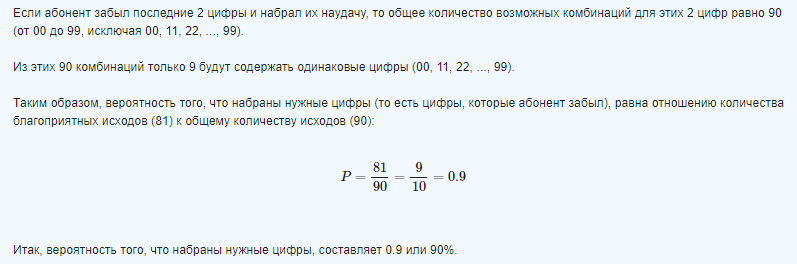 Если абонент забыл последние 2 цифры и набрал их наудачу, то общее количество возможных комбинаций для этих 2 цифр равно 90
(от 00 до 99, исключая 00, 11, 22, ..., 99).
Из этих 90 комбинаций только 9 будут содержать одинаковые цифры (00, 11, 22, ..., 99).
Таким образом, вероятность того, что набраны нужные цифры (то есть цифры, которые абонент забыл), равна отношению количества
благоприятных исходов (81) к общему количеству исходов (90):
P = 81/90 = 9/10 = 0.9
Итак, вероятность того, что набраны нужные цифры, составляет 0.9 или 90%.